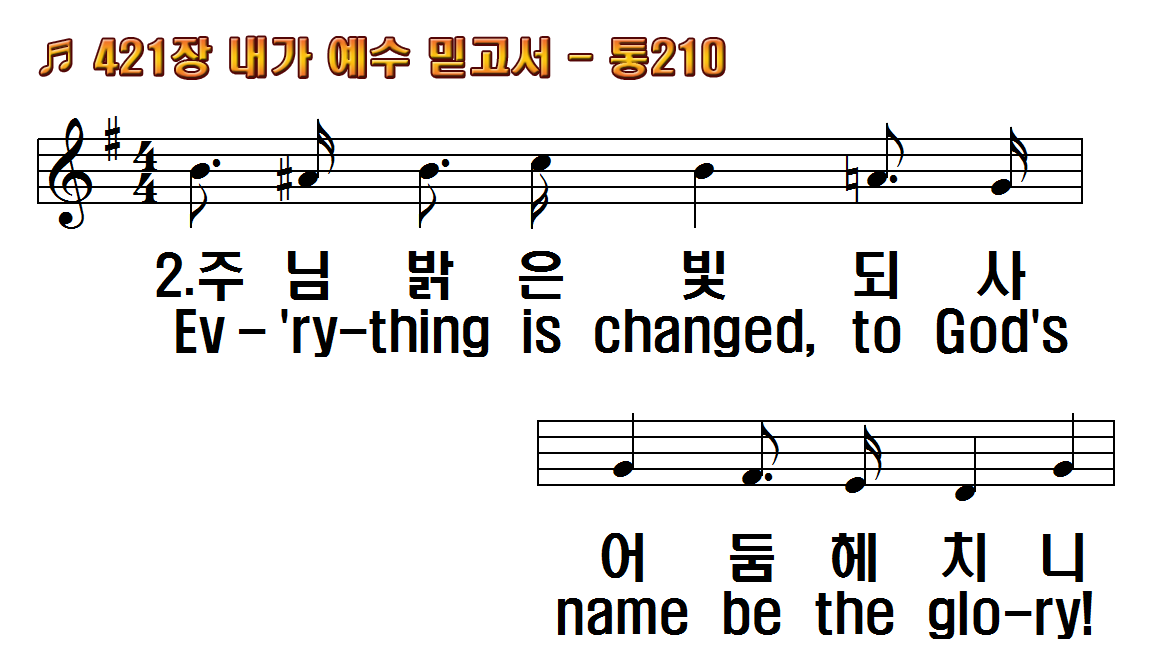 ♬ 421장 내가 예수 믿고서 - 통210
2.주 님 밝 은 빛 되 사
Ev-'ry-thing is changed, to God's
어 둠 헤 치 니
name be the glo-ry!